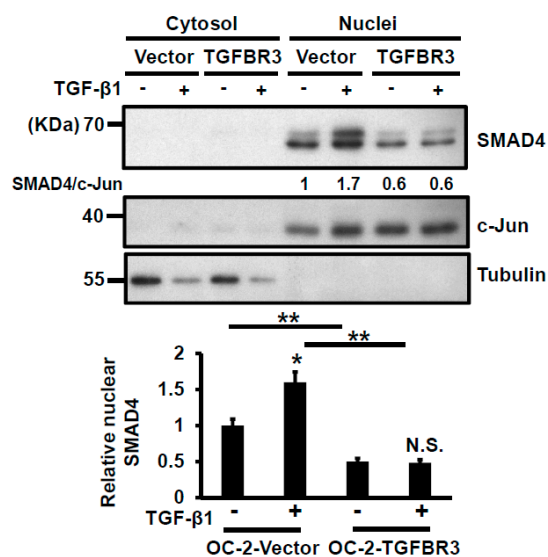 Cytosol Nuclei
Vector TGFBR3 Vector TGFBR3
TGF-β1 - + - + - + - +
(KDa) 70
SMAD4
SMAD4/c-Jun 1 1.7 0.6 0.6
40
c-Jun
55
Tubulin
**
**
2
*
1.5
1
N.S.
0.5
0
Relative nuclear
SMAD4
TGF-β1 - + - +
OC-2-Vector OC-2-TGFBR3